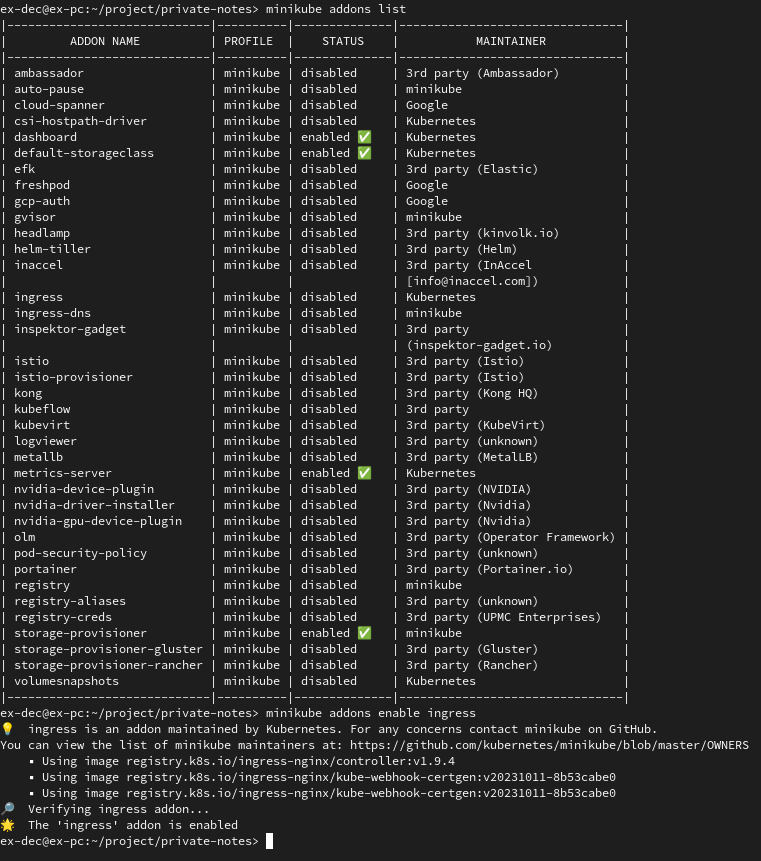 ex-dec@ex-pc:~/project/private-notes> minikube addons list
|-----------------------------|----------|--------------|--------------------------------|
|         ADDON NAME          | PROFILE  |    STATUS    |           MAINTAINER           |
|-----------------------------|----------|--------------|--------------------------------|
| ambassador                  | minikube | disabled     | 3rd party (Ambassador)         |
| auto-pause                  | minikube | disabled     | minikube                       |
| cloud-spanner               | minikube | disabled     | Google                         |
| csi-hostpath-driver         | minikube | disabled     | Kubernetes                     |
| dashboard                   | minikube | enabled ✅   | Kubernetes                     |
| default-storageclass        | minikube | enabled ✅   | Kubernetes                     |
| efk                         | minikube | disabled     | 3rd party (Elastic)            |
| freshpod                    | minikube | disabled     | Google                         |
| gcp-auth                    | minikube | disabled     | Google                         |
| gvisor                      | minikube | disabled     | minikube                       |
| headlamp                    | minikube | disabled     | 3rd party (kinvolk.io)         |
| helm-tiller                 | minikube | disabled     | 3rd party (Helm)               |
| inaccel                     | minikube | disabled     | 3rd party (InAccel             |
|                             |          |              | [info@inaccel.com])            |
| ingress                     | minikube | disabled     | Kubernetes                     |
| ingress-dns                 | minikube | disabled     | minikube                       |
| inspektor-gadget            | minikube | disabled     | 3rd party                      |
|                             |          |              | (inspektor-gadget.io)          |
| istio                       | minikube | disabled     | 3rd party (Istio)              |
| istio-provisioner           | minikube | disabled     | 3rd party (Istio)              |
| kong                        | minikube | disabled     | 3rd party (Kong HQ)            |
| kubeflow                    | minikube | disabled     | 3rd party                      |
| kubevirt                    | minikube | disabled     | 3rd party (KubeVirt)           |
| logviewer                   | minikube | disabled     | 3rd party (unknown)            |
| metallb                     | minikube | disabled     | 3rd party (MetalLB)            |
| metrics-server              | minikube | enabled ✅   | Kubernetes                     |
| nvidia-device-plugin        | minikube | disabled     | 3rd party (NVIDIA)             |
| nvidia-driver-installer     | minikube | disabled     | 3rd party (Nvidia)             |
| nvidia-gpu-device-plugin    | minikube | disabled     | 3rd party (Nvidia)             |
| olm                         | minikube | disabled     | 3rd party (Operator Framework) |
| pod-security-policy         | minikube | disabled     | 3rd party (unknown)            |
| portainer                   | minikube | disabled     | 3rd party (Portainer.io)       |
| registry                    | minikube | disabled     | minikube                       |
| registry-aliases            | minikube | disabled     | 3rd party (unknown)            |
| registry-creds              | minikube | disabled     | 3rd party (UPMC Enterprises)   |
| storage-provisioner         | minikube | enabled ✅   | minikube                       |
| storage-provisioner-gluster | minikube | disabled     | 3rd party (Gluster)            |
| storage-provisioner-rancher | minikube | disabled     | 3rd party (Rancher)            |
| volumesnapshots             | minikube | disabled     | Kubernetes                     |
|-----------------------------|----------|--------------|--------------------------------|
ex-dec@ex-pc:~/project/private-notes> minikube addons enable ingress
💡  ingress is an addon maintained by Kubernetes. For any concerns contact minikube on GitHub.
You can view the list of minikube maintainers at: https://github.com/kubernetes/minikube/blob/master/OWNERS
    ▪ Using image registry.k8s.io/ingress-nginx/controller:v1.9.4
    ▪ Using image registry.k8s.io/ingress-nginx/kube-webhook-certgen:v20231011-8b53cabe0
    ▪ Using image registry.k8s.io/ingress-nginx/kube-webhook-certgen:v20231011-8b53cabe0
🔎  Verifying ingress addon...
🌟  The 'ingress' addon is enabled
ex-dec@ex-pc:~/project/private-notes>